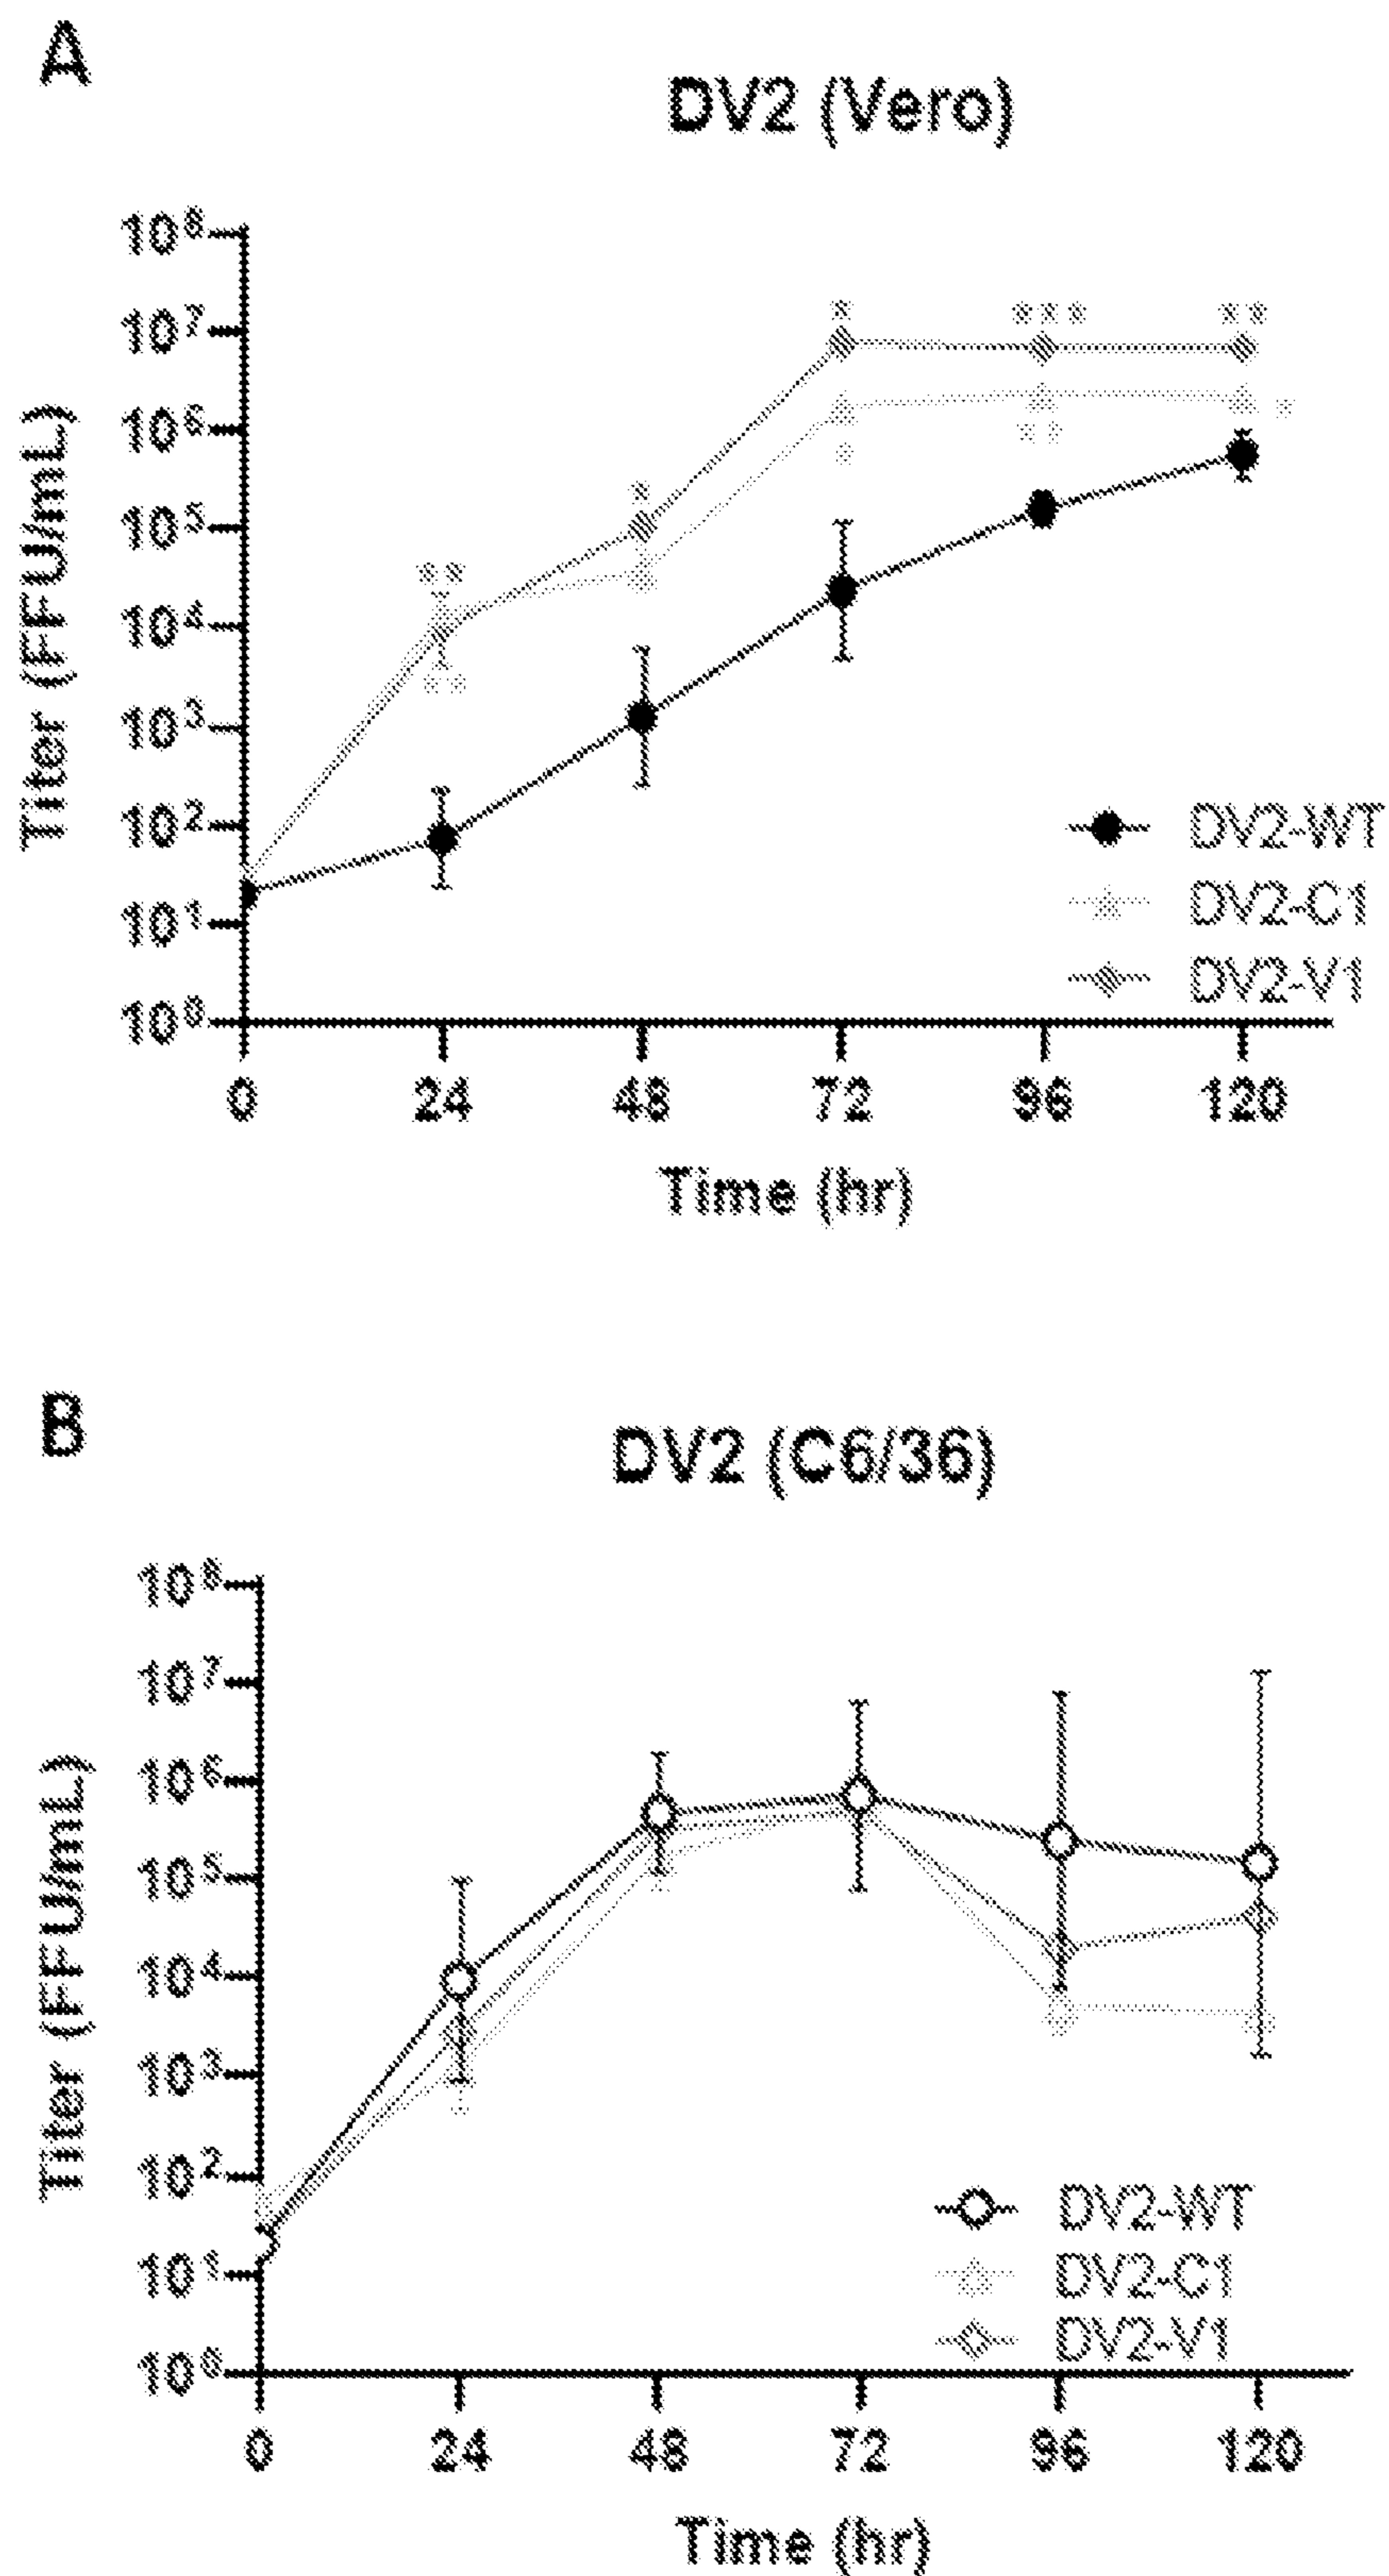 A
DV2 (Vero)
Titer (FFU/mL)
10⁸
10⁷
10⁶
10⁵
10⁴
10³
10²
10¹
10⁰
**
**
*
*
*
***
**
**
*
DV2-WT
DV2-C1
DV2-V1
0 24 48 72 96 120
Time (hr)
B
DV2 (C6/36)
Titer (FFU/mL)
10⁸
10⁷
10⁶
10⁵
10⁴
10³
10²
10¹
10⁰
DV2-WT
DV2-C1
DV2-V1
0 24 48 72 96 120
Time (hr)